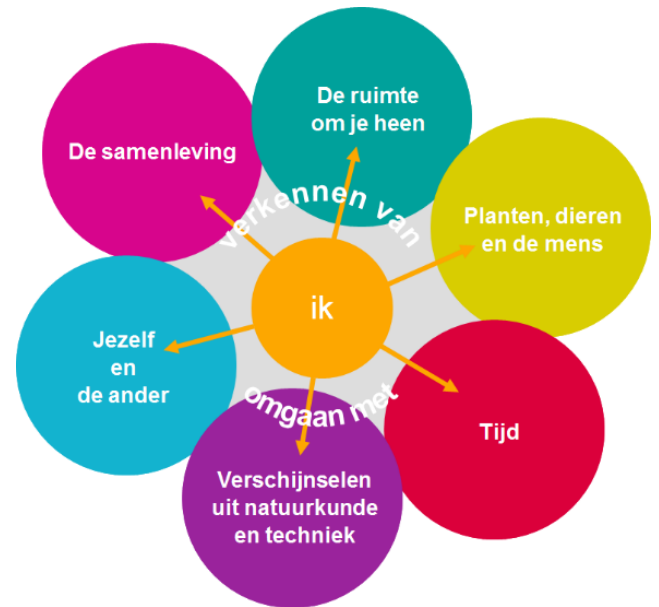 De ruimte
om je heen
De samenleving
verkennen van
Planten, dieren
en de mens
ik
Jezelf
en
de ander
omgaan met
Tijd
Verschijnselen
uit natuurkunde
en techniek